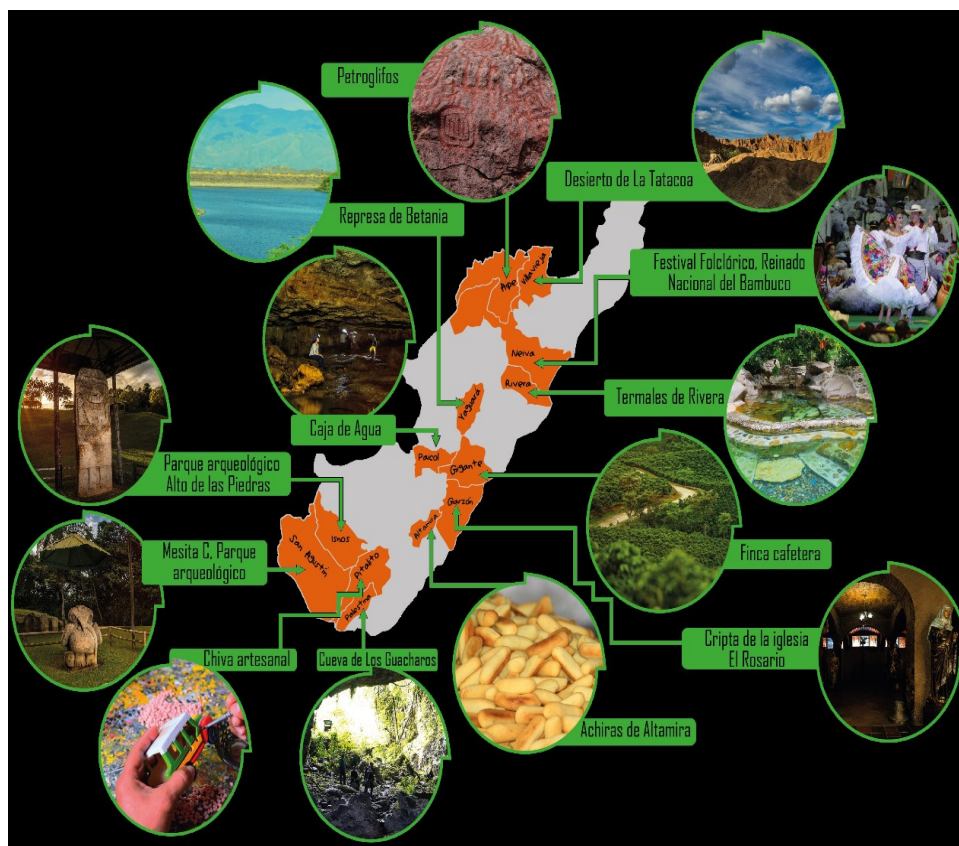 Petroglifos
Desierto de La Tatacoa
Represa de Betania
Festival Folclórico, Reinado
Nacional del Bambuco
Aipe
Villavieja
Neiva
Rivera
Termales de Rivera
Yaguará
Caja de Agua
Paicol
Gigante
Parque arqueológico
Alto de las Piedras
Garzón
Altamira
Isnos
San Agustín
Finca cafetera
Mesita C, Parque
arqueológico
Pitalito
Palestina
Cripta de la iglesia
El Rosario
Chiva artesanal
Cueva de Los Guacharos
Achiras de Altamira